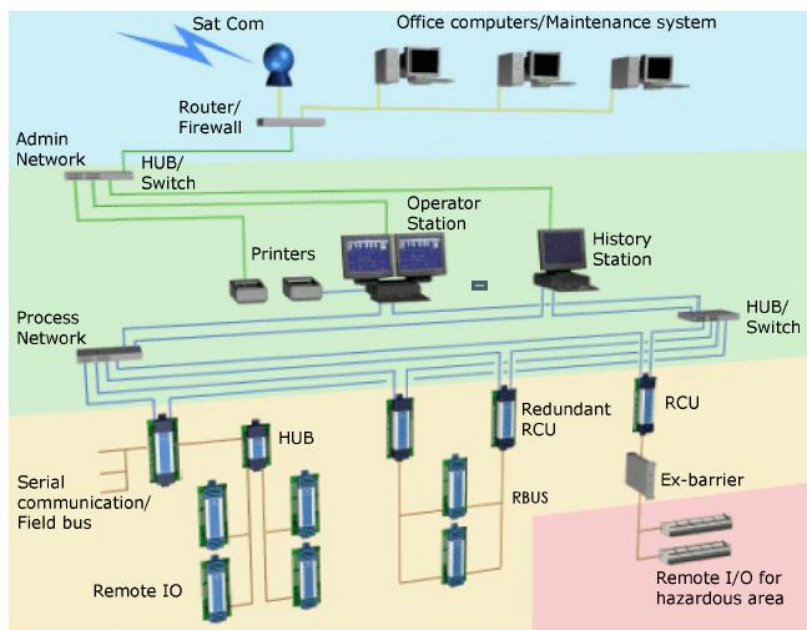 Sat Com
Office computers/Maintenance system
Router/
Firewall
Admin
Network
HUB/
Switch
Operator
Station
History
Station
Printers
Process
Network
HUB/
Switch
Redundant
RCU
RCU
HUB
Serial
communication/
Field bus
RBUS
Ex-barrier
Remote IO
Remote I/O for
hazardous area